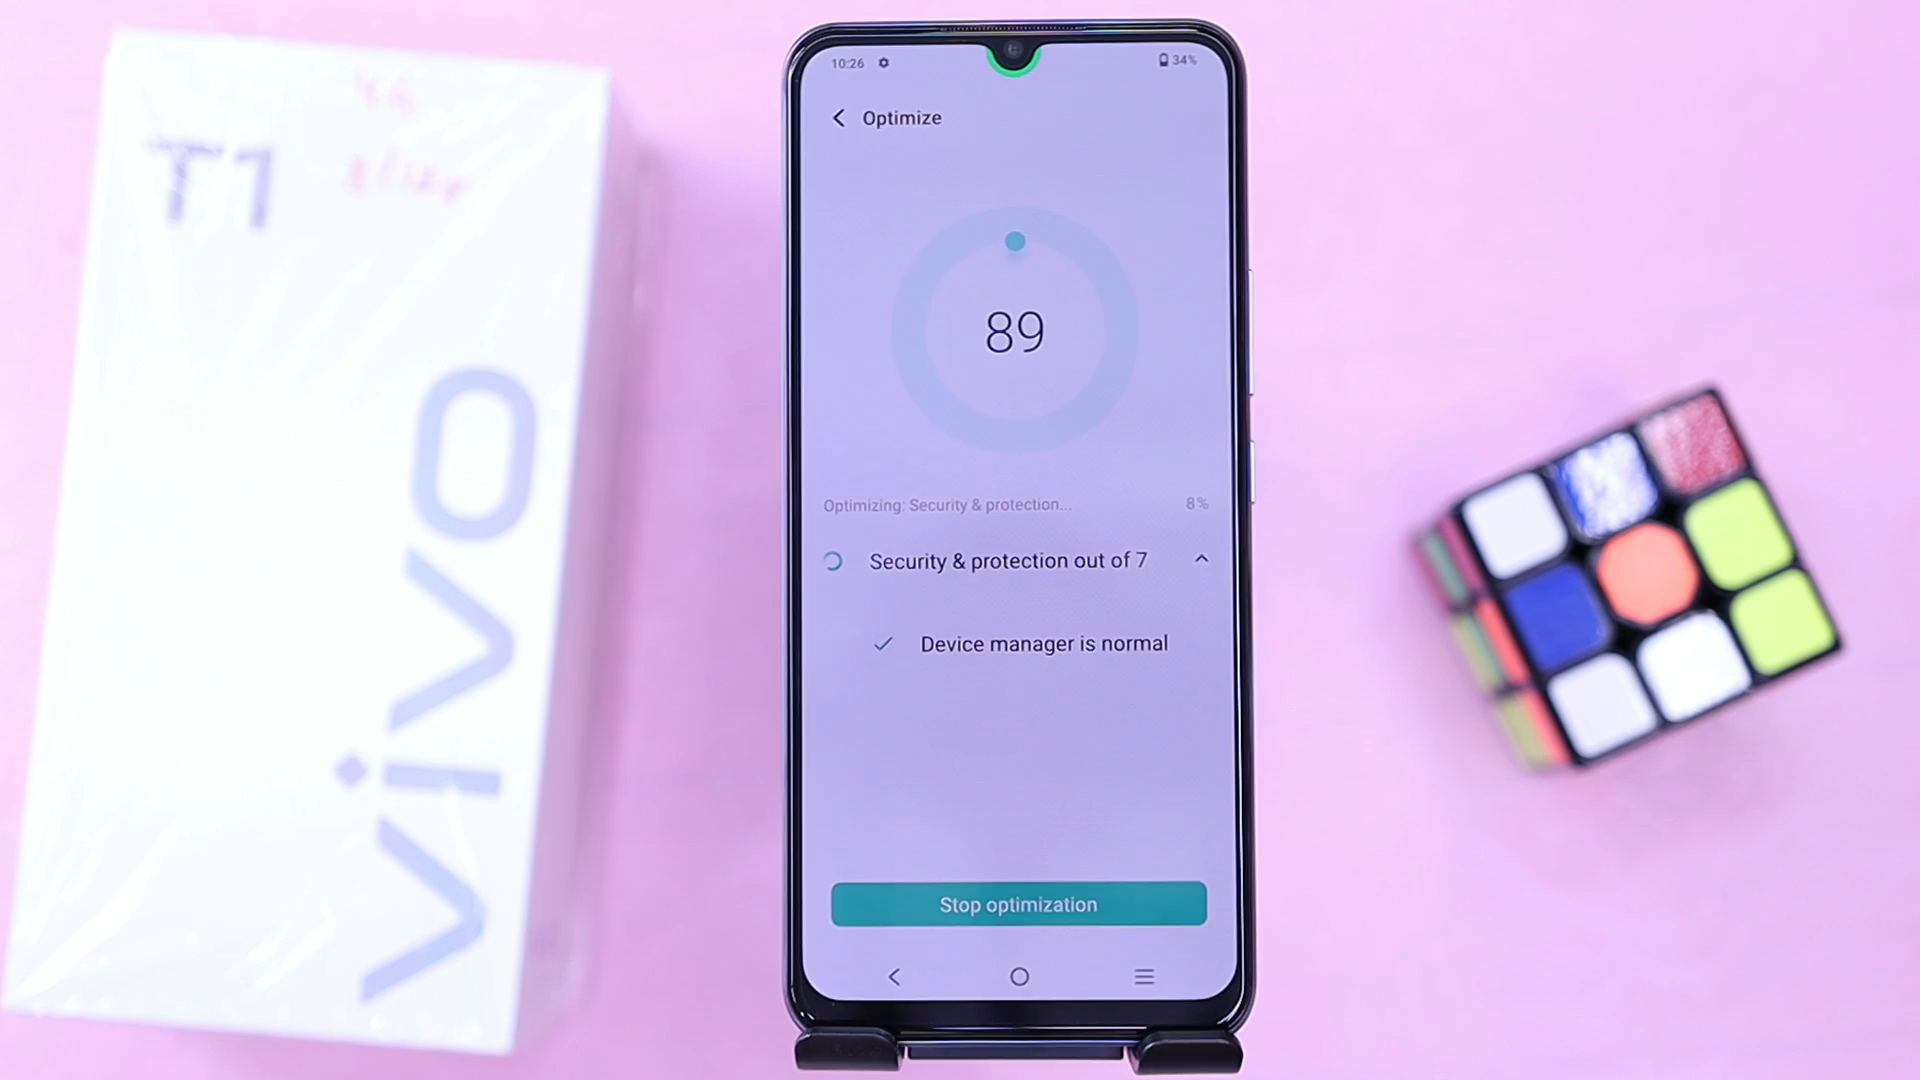 T1
vivo
10:26
34%
Optimize
89
Optimizing: Security & protection...
8%
Security & protection out of 7
Device manager is normal
Stop optimization